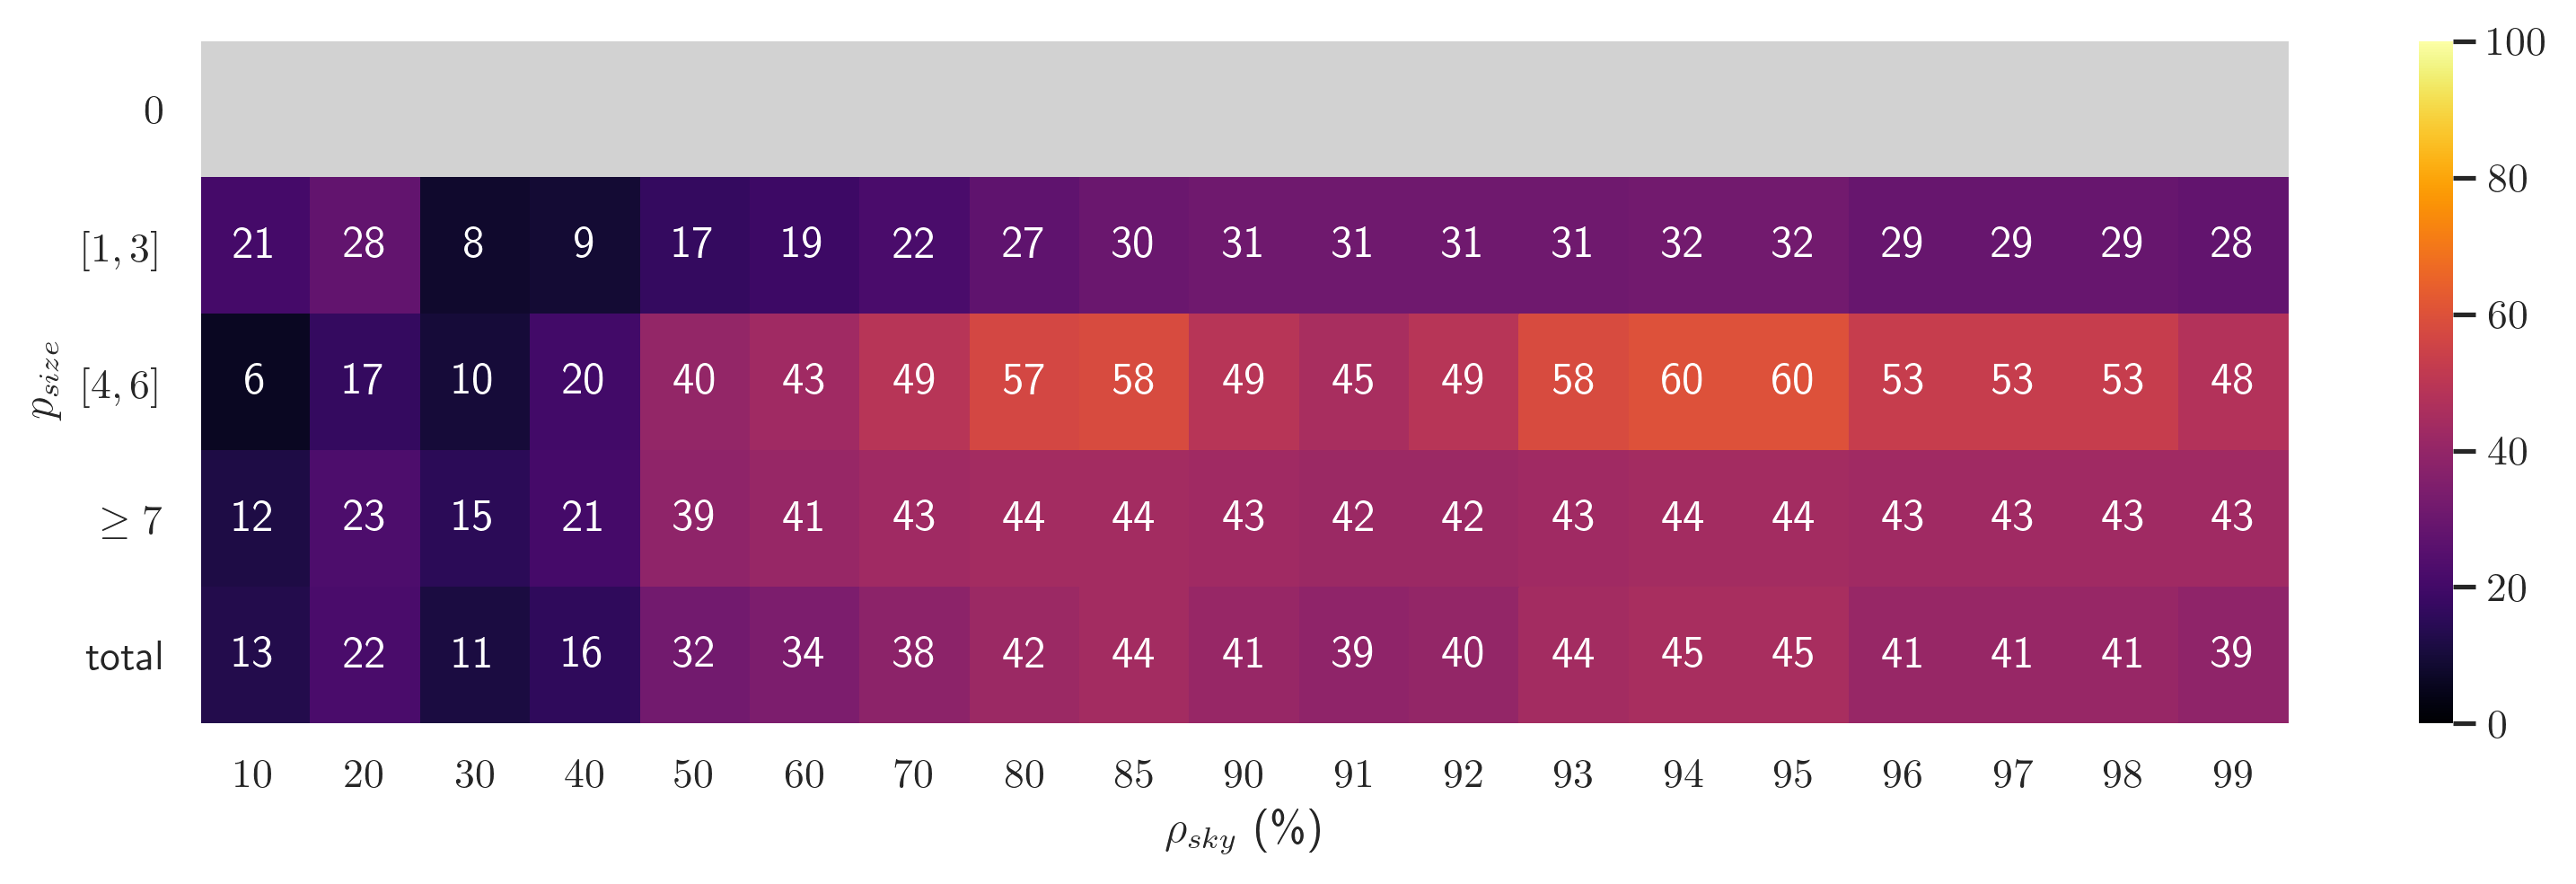 100
0
[1, 3] 21 28 8 9 17 19 22 27 30 31 31 31 31 32 32 29 29 29 28 80
60
p_size [4, 6] 6 17 10 20 40 43 49 57 58 49 45 49 58 60 60 53 53 53 48
40
≥ 7 12 23 15 21 39 41 43 44 44 43 42 42 43 44 44 43 43 43 43
20
total 13 22 11 16 32 34 38 42 44 41 39 40 44 45 45 41 41 41 39
0
10 20 30 40 50 60 70 80 85 90 91 92 93 94 95 96 97 98 99
ρ_sky (%)